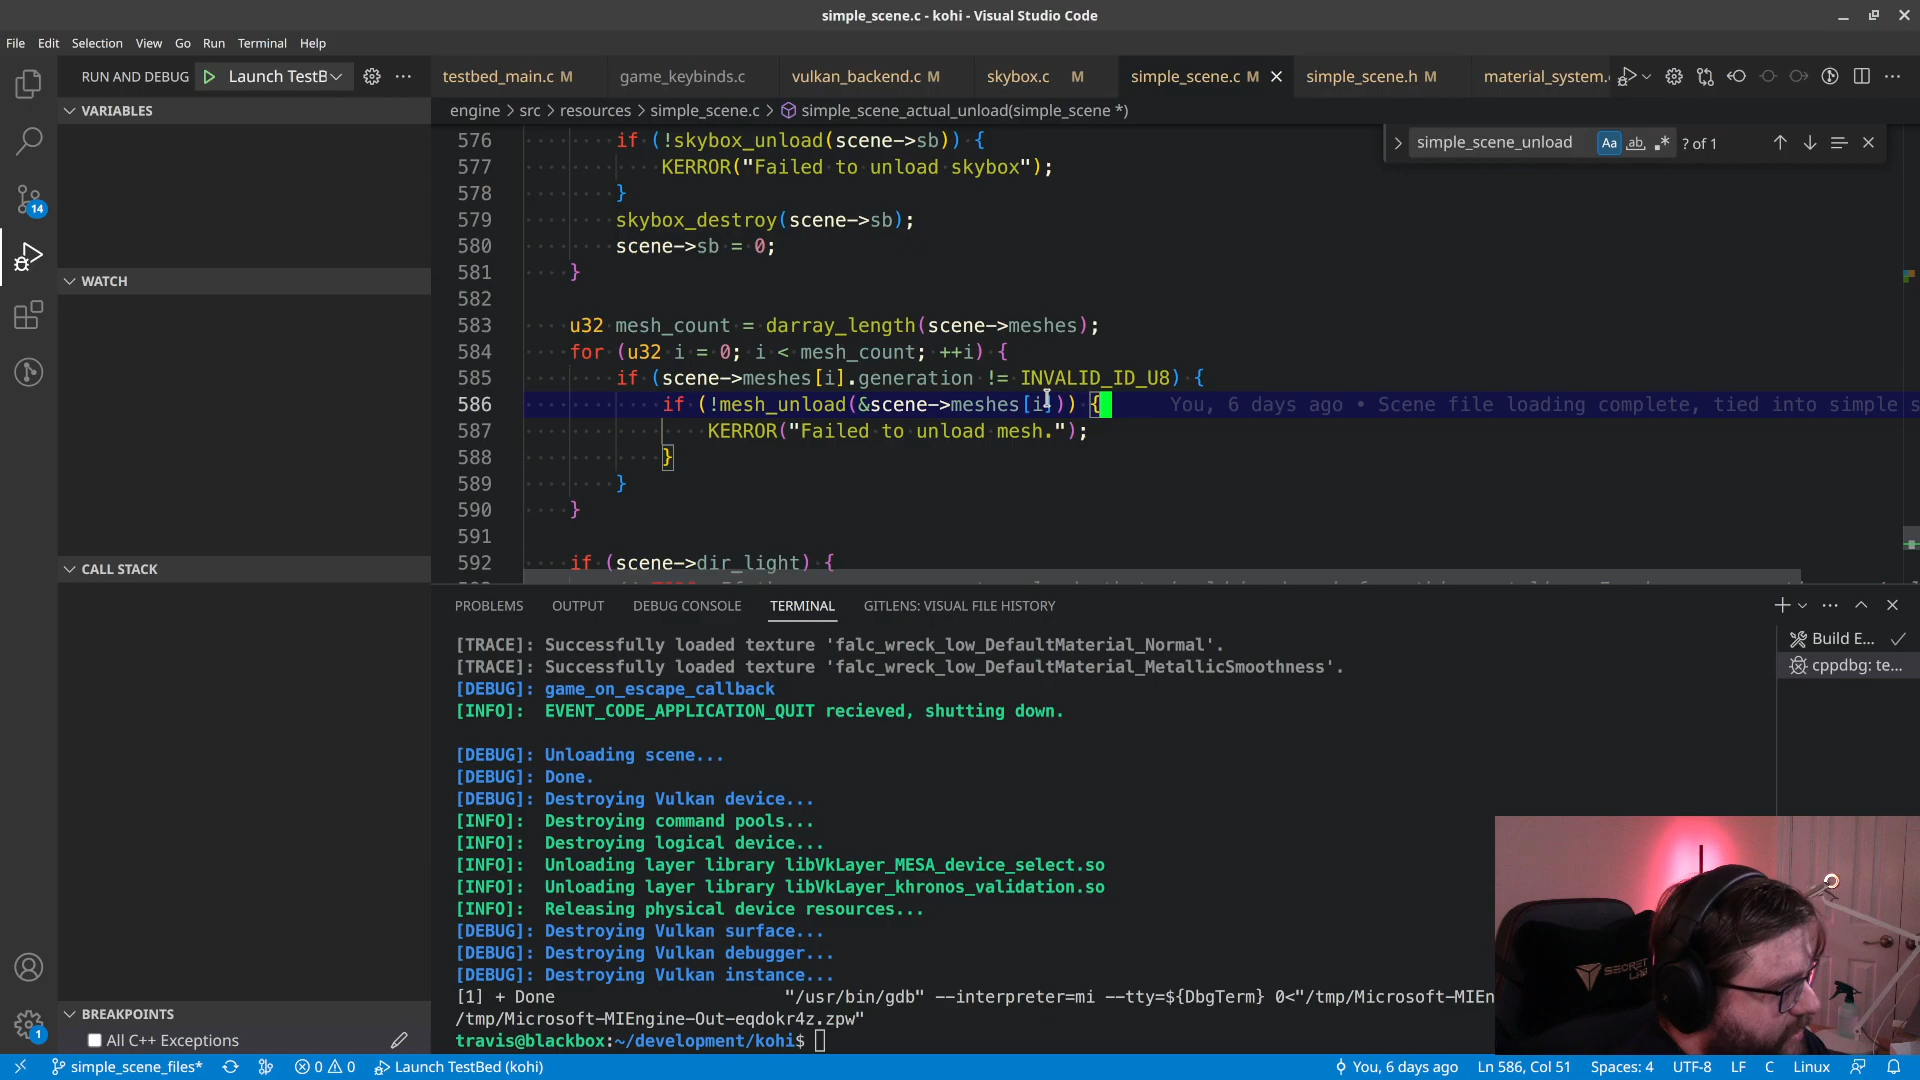 simple_scene.c - kohi - Visual Studio Code
File Edit Selection View Go Run Terminal Help
RUN AND DEBUG Launch TestB
testbed_main.c M game_keybinds.c vulkan_backend.c M skybox.c M simple_scene.c M simple_scene.h M material_system.
VARIABLES
engine > src > resources > simple_scene.c > simple_scene_actual_unload(simple_scene *)
simple_scene_unload Aa ab .* ? of 1
576 if (!skybox_unload(scene->sb)) {
577 KERROR("Failed to unload skybox");
578 }
579 skybox_destroy(scene->sb);
580 scene->sb = 0;
581 }
582
583 u32 mesh_count = darray_length(scene->meshes);
584 for (u32 i = 0; i < mesh_count; ++i) {
585 if (scene->meshes[i].generation != INVALID_ID_U8) {
586 if (!mesh_unload(&scene->meshes[i])) { You, 6 days ago • Scene file loading complete, tied into simple s
587 KERROR("Failed to unload mesh.");
588 }
589 }
590 }
591
592 if (scene->dir_light) {
WATCH
CALL STACK
BREAKPOINTS
All C++ Exceptions
14
1
PROBLEMS OUTPUT DEBUG CONSOLE TERMINAL GITLENS: VISUAL FILE HISTORY
Build E...
cppdbg: te...
[TRACE]: Successfully loaded texture 'falc_wreck_low_DefaultMaterial_Normal'.
[TRACE]: Successfully loaded texture 'falc_wreck_low_DefaultMaterial_MetallicSmoothness'.
[DEBUG]: game_on_escape_callback
[INFO]: EVENT_CODE_APPLICATION_QUIT recieved, shutting down.
[DEBUG]: Unloading scene...
[DEBUG]: Done.
[DEBUG]: Destroying Vulkan device...
[INFO]: Destroying command pools...
[INFO]: Destroying logical device...
[INFO]: Unloading layer library libVkLayer_MESA_device_select.so
[INFO]: Unloading layer library libVkLayer_khronos_validation.so
[INFO]: Releasing physical device resources...
[DEBUG]: Destroying Vulkan surface...
[DEBUG]: Destroying Vulkan debugger...
[DEBUG]: Destroying Vulkan instance...
[1] + Done "/usr/bin/gdb" --interpreter=mi --tty=${DbgTerm} 0<"/tmp/Microsoft-MIEn
/tmp/Microsoft-MIEngine-Out-eqdokr4z.zpw"
travis@blackbox:~/development/kohi$
SECRET LAB
simple_scene_files* 0 0 Launch TestBed (kohi) You, 6 days ago Ln 586, Col 51 Spaces: 4 UTF-8 LF C Linux